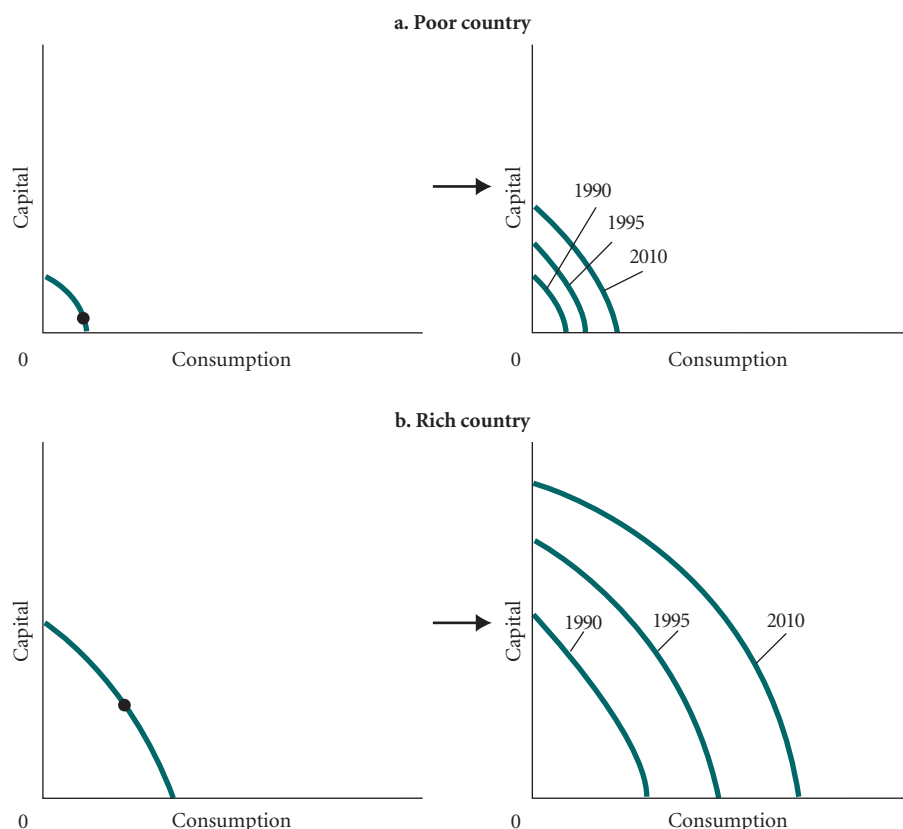 a. Poor country
Capital
0
Consumption
Capital
1990
1995
2010
0
Consumption
b. Rich country
Capital
0
Consumption
Capital
1990
1995
2010
0
Consumption